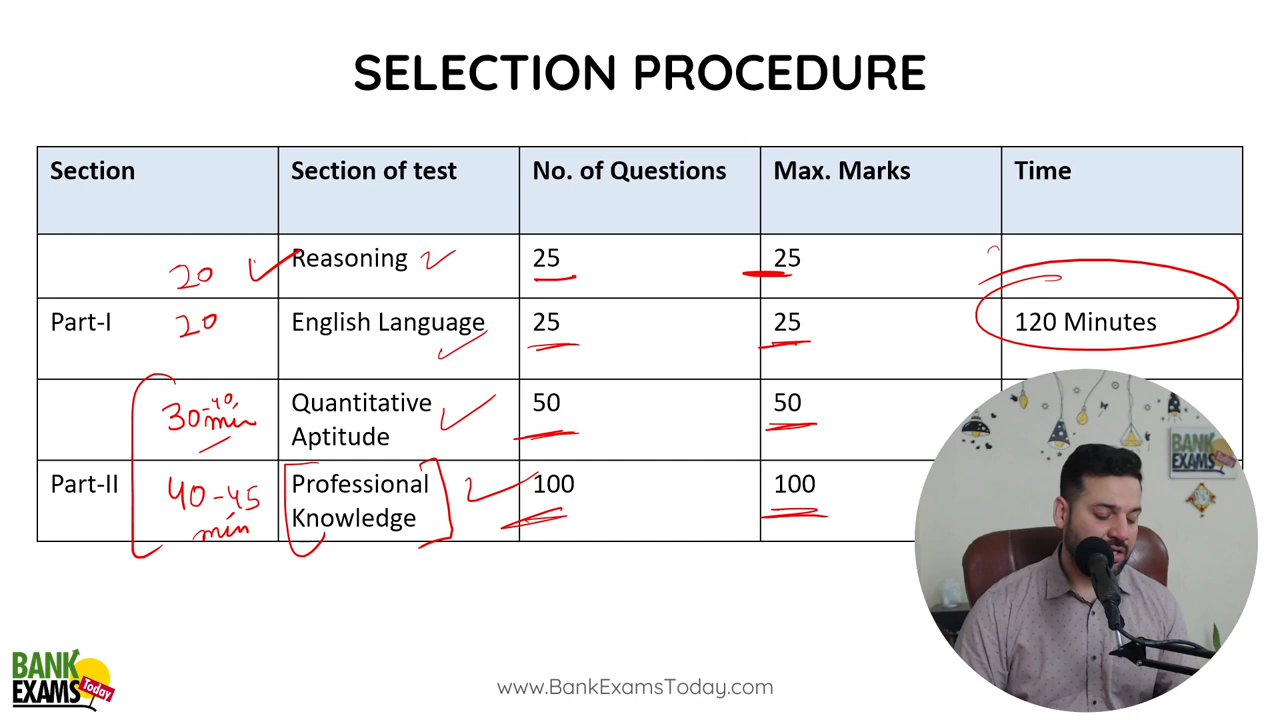 SELECTION PROCEDURE
Section Section of test No. of Questions Max. Marks Time
20 Reasoning 25 25
Part-I 20 English Language 25 25 120 Minutes
30-40 min Quantitative Aptitude 50 50
Part-II 40-45 min Professional Knowledge 100 100
BANK EXAMS
BANK
EXAMS Today
www.BankExamsToday.com